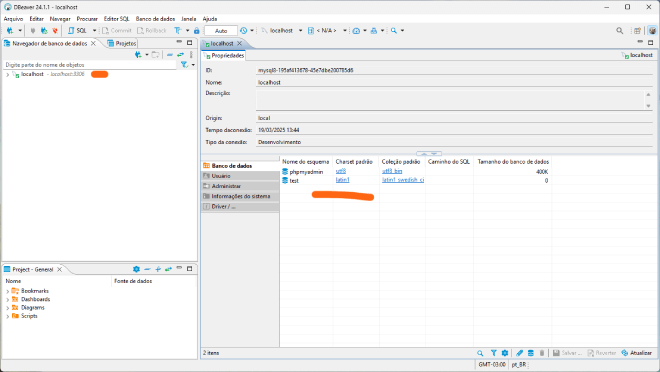 DBeaver 24.1.1 - localhost
Arquivo Editar Navegar Procurar Editor SQL Banco de dados Janela Ajuda
SQL Commit Rollback Auto localhost < N/A >
Navegador de banco de dados Projetos
Digite parte do nome de objetos
localhost - localhost:3306
Project - General
Nome Fonte de dados
Bookmarks
Dashboards
Diagrams
Scripts
localhost
Propriedades localhost
ID: mysql8-195af413678-45e7dbe200785d6
Nome: localhost
Descrição:
Origin: local
Tempo daconexão: 19/03/2025 13:44
Tipo da conexão: Desenvolvimento
Banco de dados
Usuário
Administrar
Informações do sistema
Driver / ...
Nome do esquema Charset padrão Coleção padrão Caminho do SQL Tamanho do banco de dados
phpmyadmin utf8 utf8_bin 400K
test latin1 latin1_swedish_ci 0
2 itens Salvar ... Reverter Atualizar
GMT-03:00 pt_BR